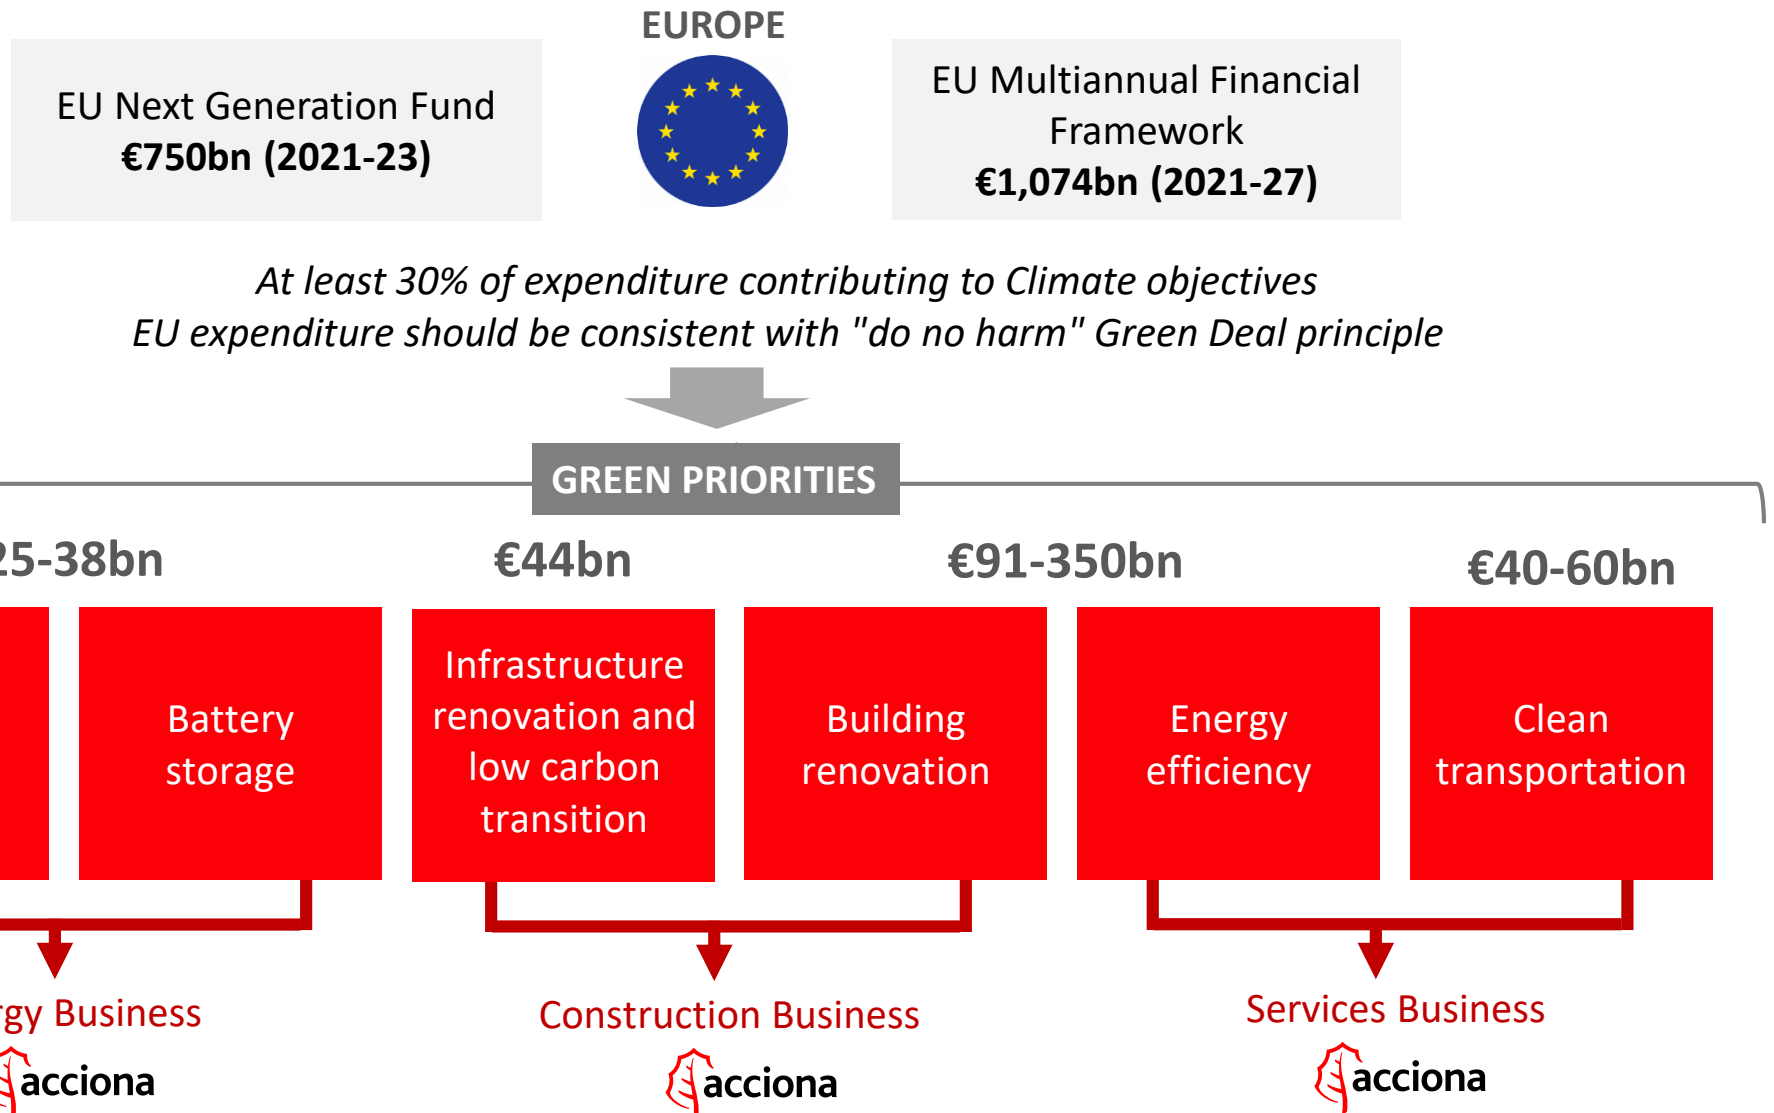 EUROPE
EU Next Generation Fund
€750bn (2021-23)
EU Multiannual Financial
Framework
€1,074bn (2021-27)
At least 30% of expenditure contributing to Climate objectives
EU expenditure should be consistent with "do no harm" Green Deal principle
GREEN PRIORITIES
25-38bn
€44bn
€91-350bn
€40-60bn
Battery
storage
Infrastructure
renovation and
low carbon
transition
Building
renovation
Energy
efficiency
Clean
transportation
rgy Business
Construction Business
Services Business
acciona
acciona
acciona